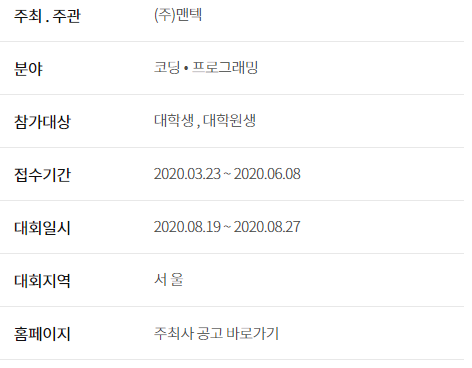 주최 . 주관 (주)맨텍
분야 코딩 • 프로그래밍
참가대상 대학생 , 대학원생
접수기간 2020.03.23 ~ 2020.06.08
대회일시 2020.08.19 ~ 2020.08.27
대회지역 서 울
홈페이지 주최사 공고 바로가기